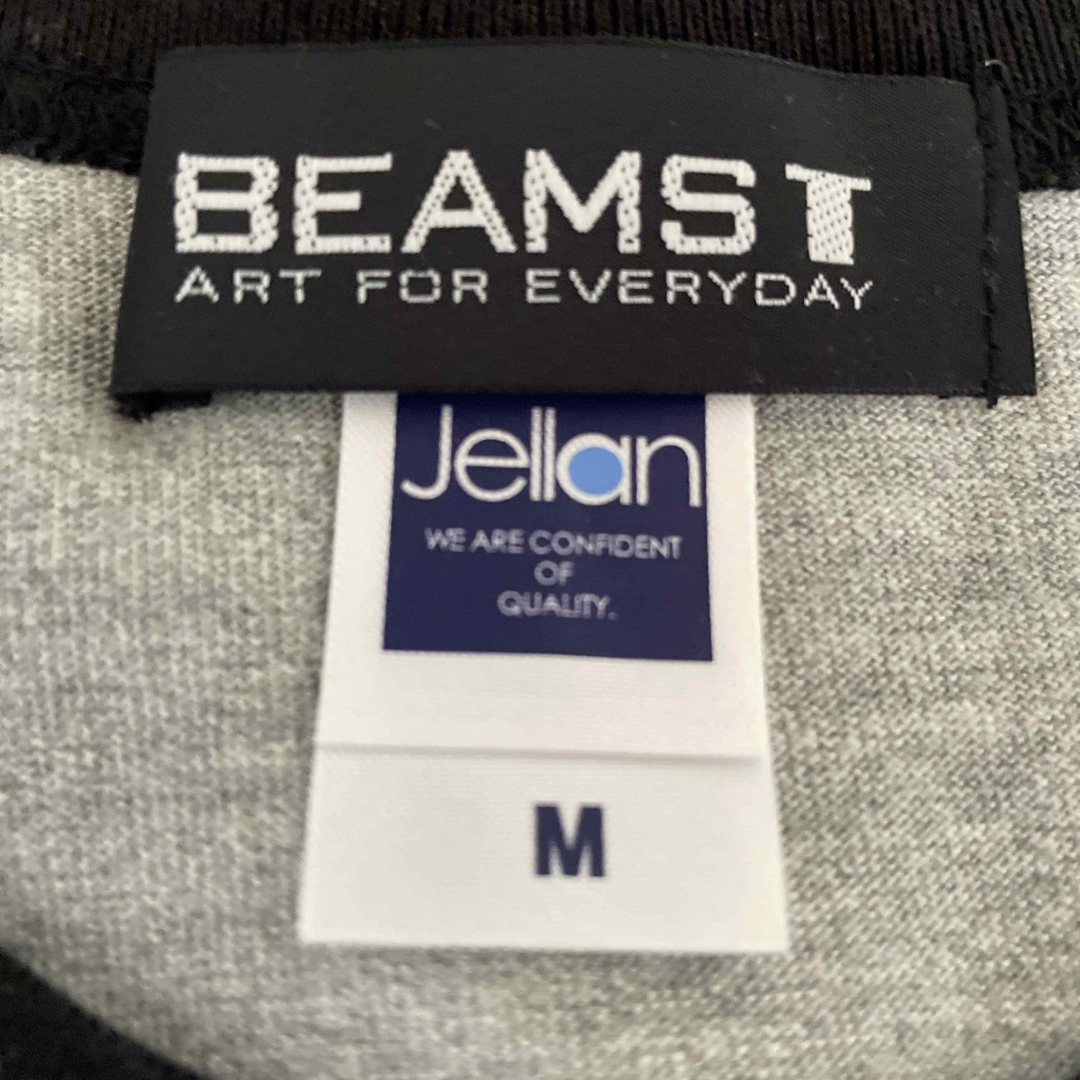 BEAMS T
ART FOR EVERYDAY
Jellan
WE ARE CONFIDENT
OF
QUALITY.
M